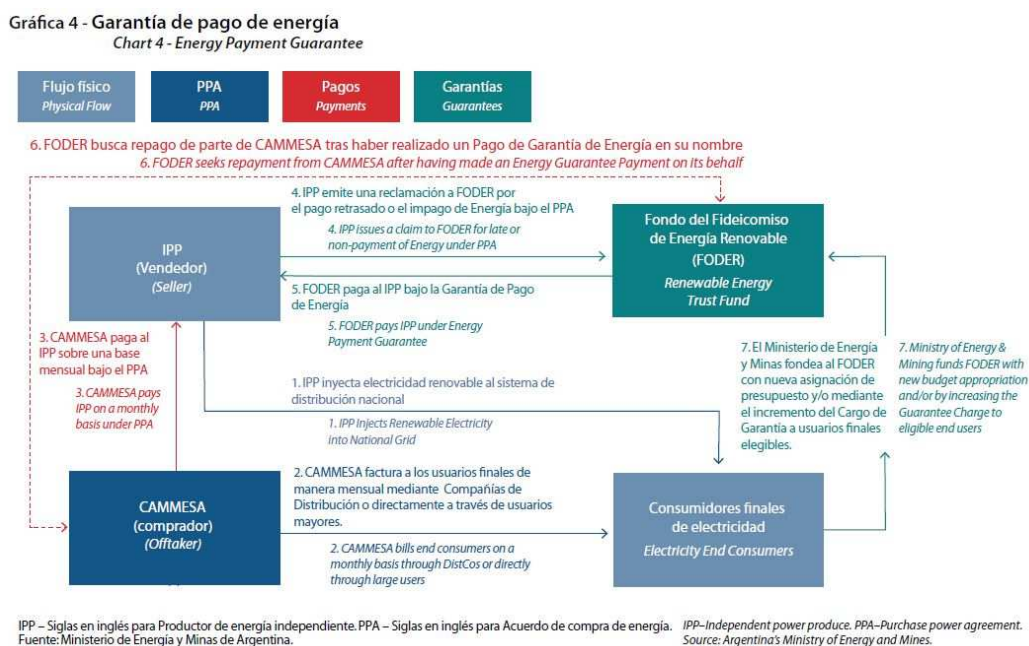 Gráfica 4 - Garantía de pago de energía
Chart 4 - Energy Payment Guarantee
Flujo físico
Physical Flow
PPA
PPA
Pagos
Payments
Garantías
Guarantees
6. FODER busca repago de parte de CAMMESA tras haber realizado un Pago de Garantía de Energía en su nombre
6. FODER seeks repayment from CAMMESA after having made an Energy Guarantee Payment on its behalf
IPP
(Vendedor)
(Seller)
4. IPP emite una reclamación a FODER por
el pago retrasado o el impago de Energía bajo el PPA
4. IPP issues a claim to FODER for late or
non-payment of Energy under PPA
Fondo del Fideicomiso
de Energía Renovable
(FODER)
Renewable Energy
Trust Fund
5. FODER paga al IPP bajo la Garantía de Pago
de Energía
5. FODER pays IPP under Energy
Payment Guarantee
3. CAMMESA paga al
IPP sobre una base
mensual bajo el PPA
3. CAMMESA pays
IPP on a monthly
basis under PPA
1. IPP inyecta electricidad renovable al sistema de
distribución nacional
1. IPP Injects Renewable Electricity
into National Grid
7. El Ministerio de Energía
y Minas fondea al FODER
con nueva asignación de
presupuesto y/o mediante
el incremento del Cargo de
Garantía a usuarios finales
elegibles.
7. Ministry of Energy &
Mining funds FODER with
new budget appropriation
and/or by increasing the
Guarantee Charge to
eligible end users
CAMMESA
(comprador)
(Offtaker)
2. CAMMESA factura a los usuarios finales de
manera mensual mediante Compañías de
Distribución o directamente a través de usuarios
mayores.
2. CAMMESA bills end consumers on a
monthly basis through DistCos or directly
through large users
Consumidores finales
de electricidad
Electricity End Consumers
IPP – Siglas en inglés para Productor de energía independiente. PPA – Siglas en inglés para Acuerdo de compra de energía.
Fuente: Ministerio de Energía y Minas de Argentina.
IPP–Independent power produce. PPA–Purchase power agreement.
Source: Argentina's Ministry of Energy and Mines.